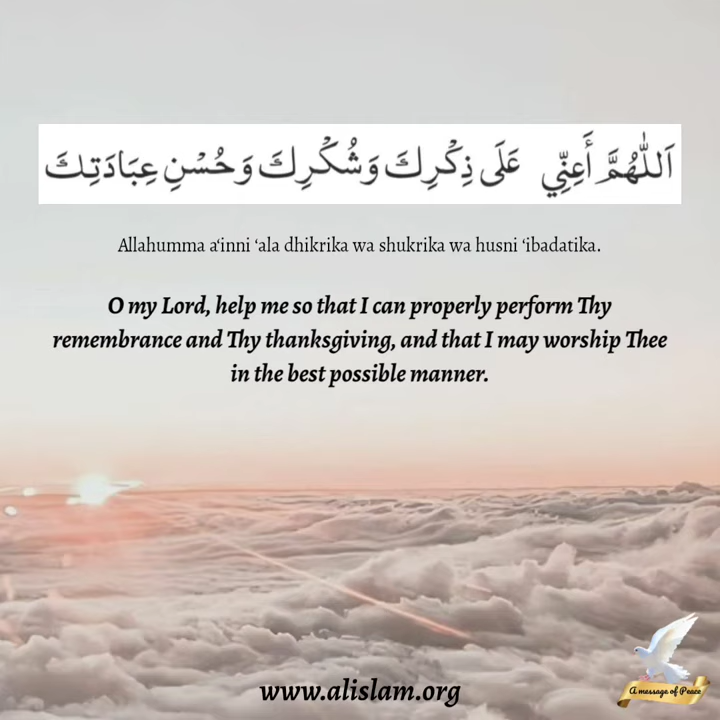 اَللّٰهُمَّ أَعِنِّي عَلَى ذِكْرِكَ وَشُكْرِكَ وَحُسْنِ عِبَادَتِكَ
Allahumma a‘inni ‘ala dhikrika wa shukrika wa husni ‘ibadatika.
O my Lord, help me so that I can properly perform Thy
remembrance and Thy thanksgiving, and that I may worship Thee
in the best possible manner.
A message of Peace
www.alislam.org